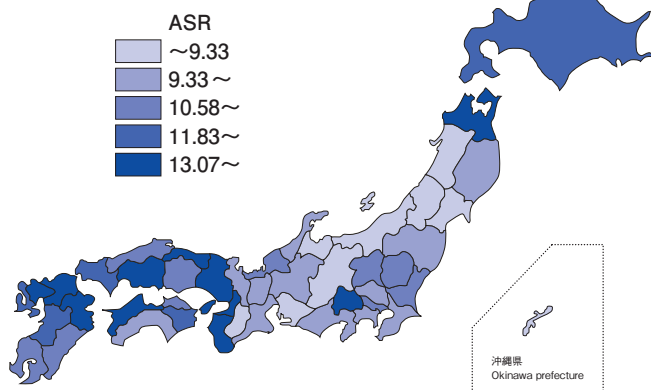 ASR
～9.33
9.33～
10.58～
11.83～
13.07～
沖縄県
Okinawa prefecture